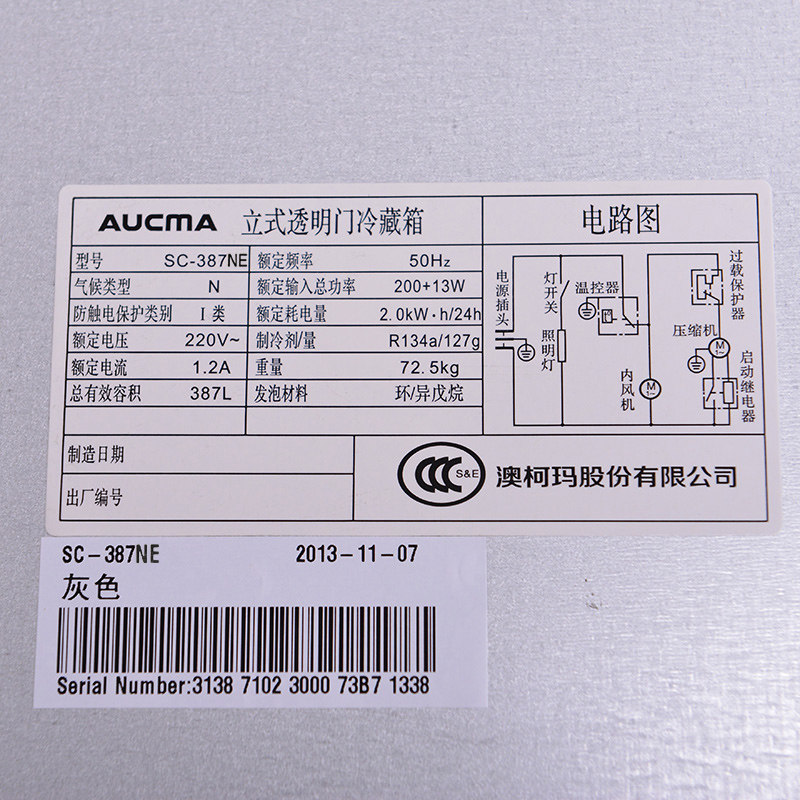 AUCMA 立式透明门冷藏箱
电路图
型号 SC-387NE 额定频率 50Hz
气候类型 N 额定输入总功率 200+13W
防触电保护类别 I 类 额定耗电量 2.0kW·h/24h
额定电压 220V~ 制冷剂/量 R134a/127g
额定电流 1.2A 重量 72.5kg
总有效容积 387L 发泡材料 环/异戊烷
电源插头
灯开关
照明灯
温控器
内风机
M
1~
过载保护器
压缩机
M
1~
启动继电器
制造日期
出厂编号
CCC S&E 澳柯玛股份有限公司
SC-387NE 2013-11-07
灰色
Serial Number:3138 7102 3000 73B7 1338